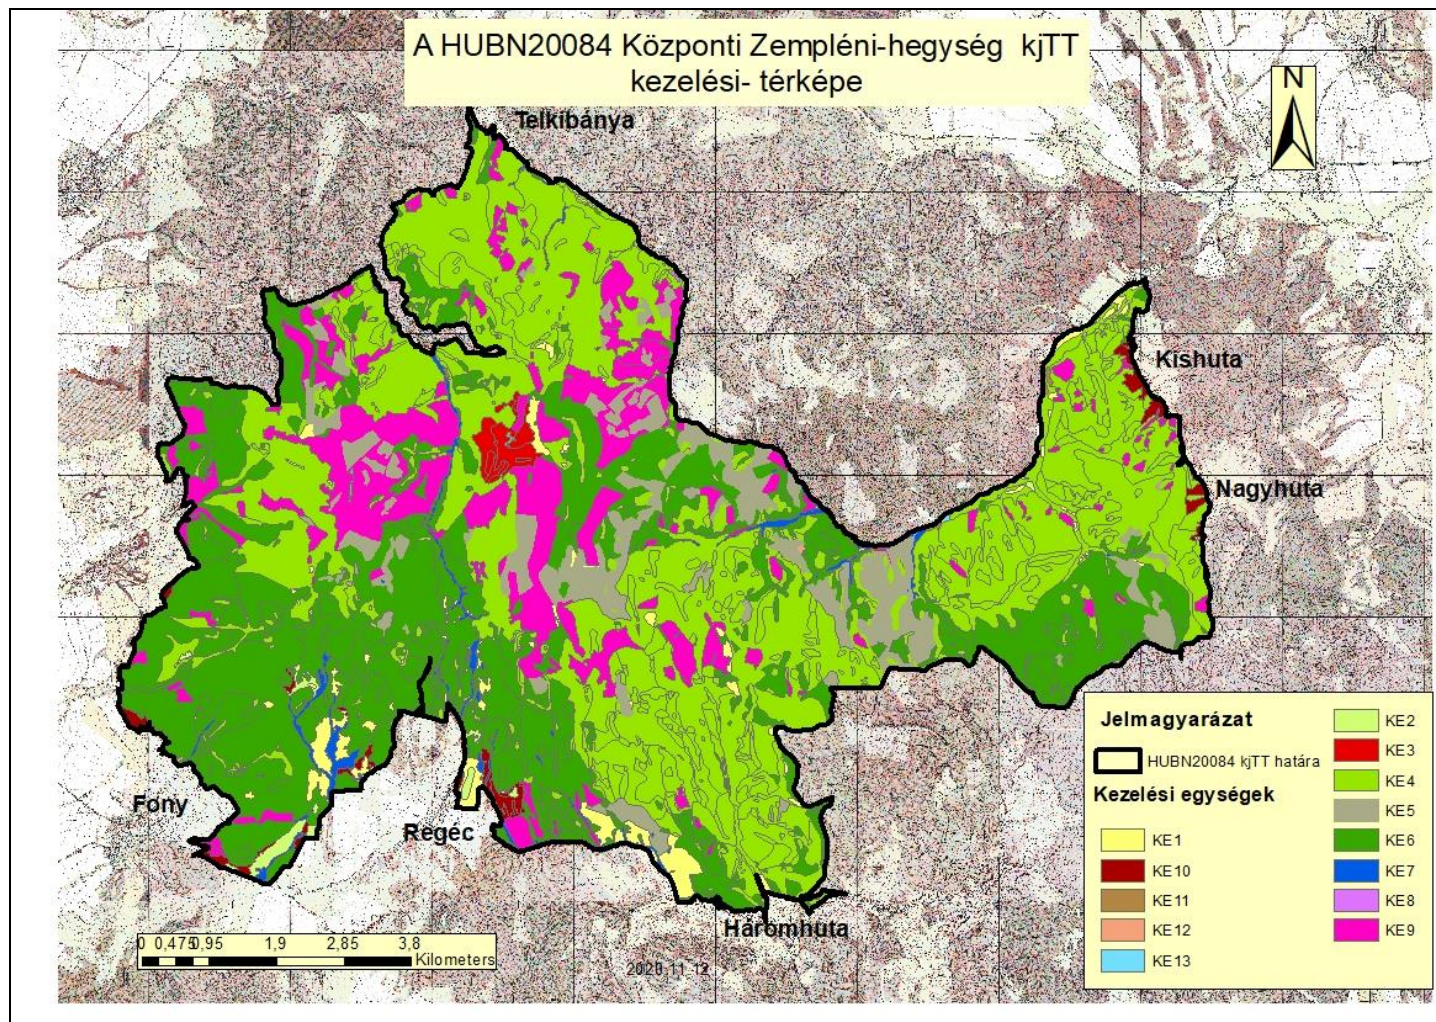 A HUBN20084 Központi Zempléni-hegység kjTT
kezelési- térképe
N
Telkibánya
Kishuta
Nagyhuta
Fony
Regéc
Háromhuta
Jelmagyarázat
HUBN20084 kjTT határa
Kezelési egységek
KE1
KE10
KE11
KE12
KE13
KE2
KE3
KE4
KE5
KE6
KE7
KE8
KE9
0 0,475 0,95 1,9 2,85 3,8
Kilometers
2020.11.12